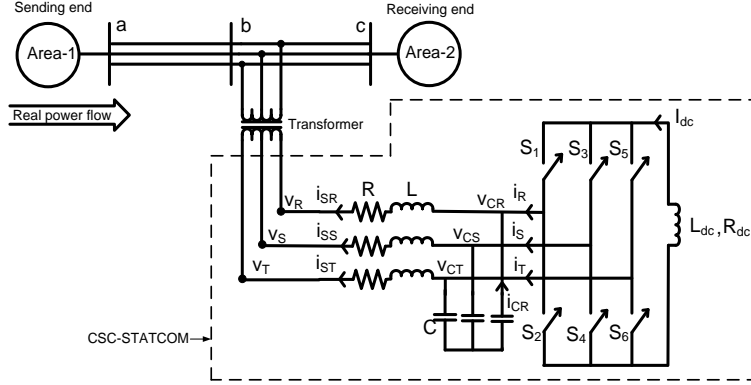 Sending end
Receiving end
a
b
c
Area-1
Area-2
Real power flow
Transformer
I_dc
S_1
S_3
S_5
v_R
i_SR
R
L
v_CR
i_R
v_S
i_SS
v_CS
i_S
L_dc, R_dc
v_T
i_ST
v_CT
i_T
i_CR
C
CSC-STATCOM
S_2
S_4
S_6